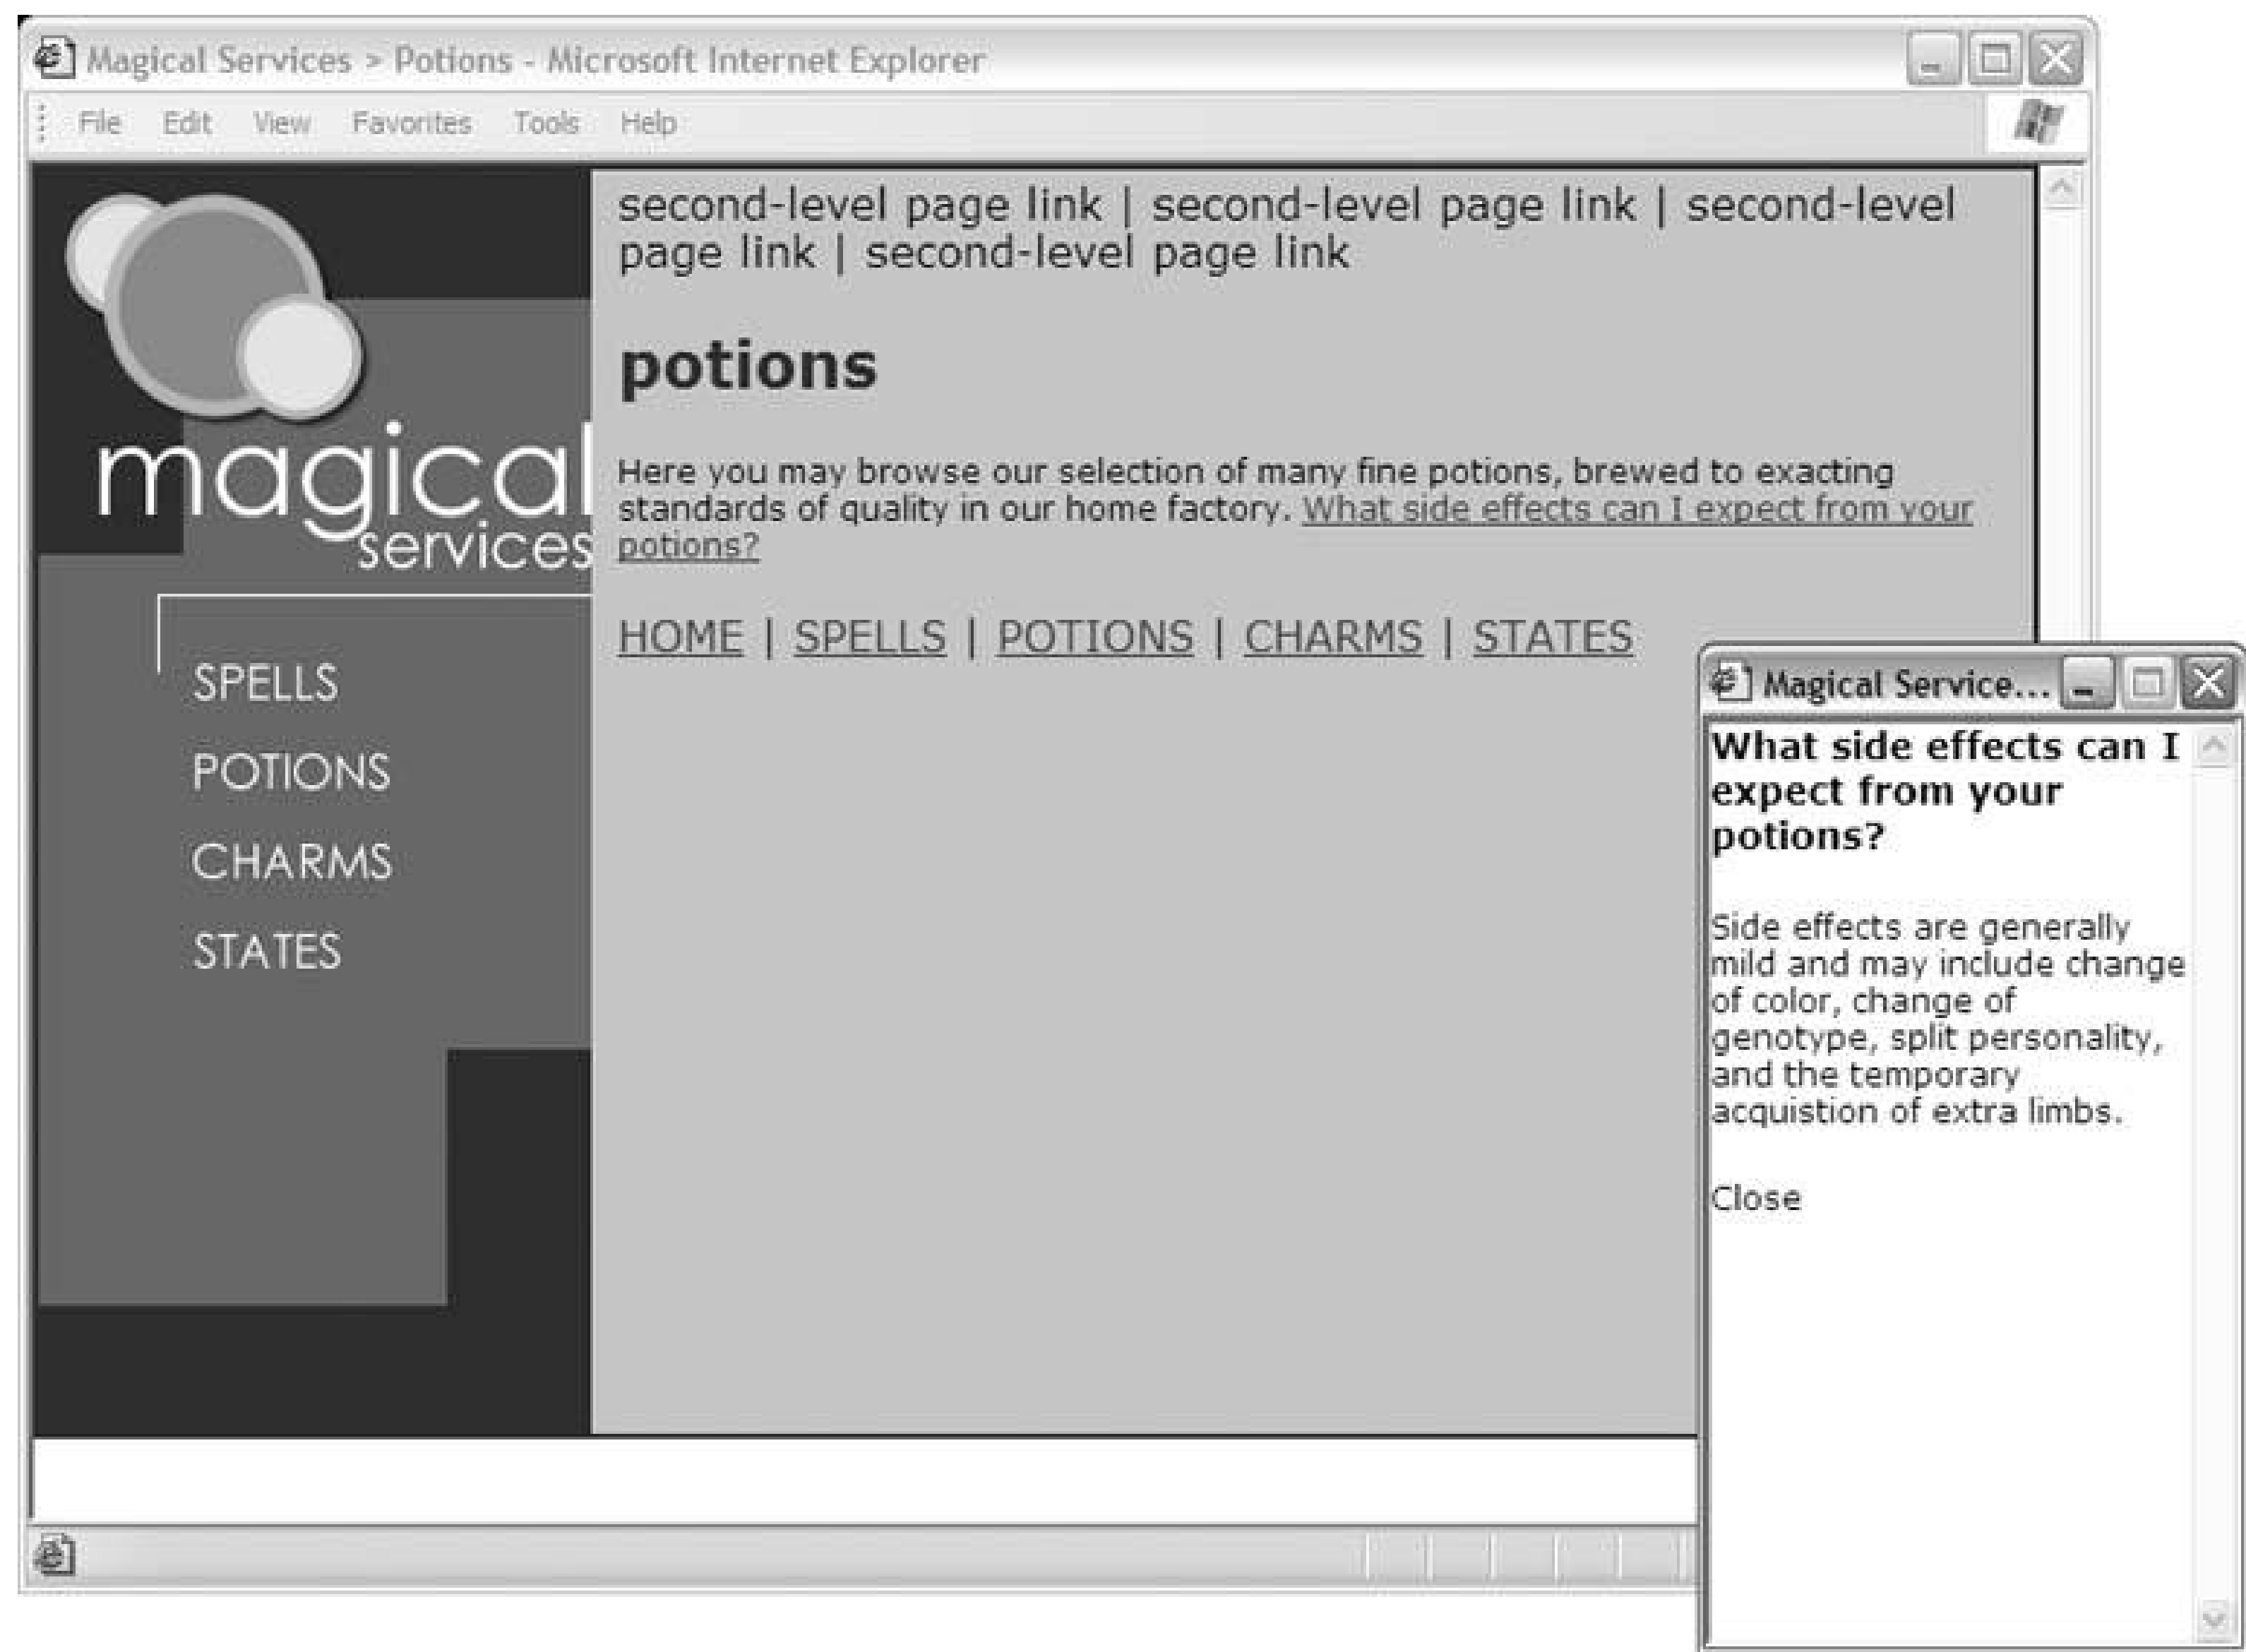 Magical Services > Potions - Microsoft Internet Explorer
File Edit View Favorites Tools Help
magical
services
SPELLS
POTIONS
CHARMS
STATES
second-level page link | second-level page link | second-level
page link | second-level page link
potions
Here you may browse our selection of many fine potions, brewed to exacting
standards of quality in our home factory. What side effects can I expect from your
potions?
HOME | SPELLS | POTIONS | CHARMS | STATES
Magical Service...
What side effects can I
expect from your
potions?
Side effects are generally
mild and may include change
of color, change of
genotype, split personality,
and the temporary
acquistion of extra limbs.
Close